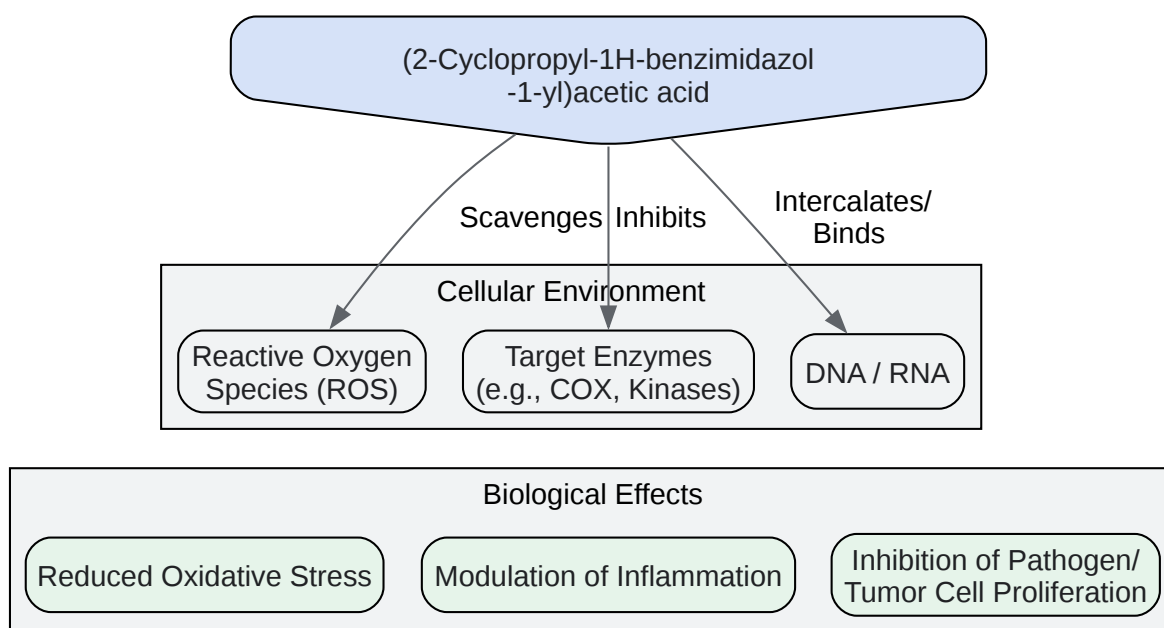 (2-Cyclopropyl-1H-benzimidazol
-1-yl)acetic acid
Scavenges
Inhibits
Intercalates/
Binds
Cellular Environment
Reactive Oxygen
Species (ROS)
Target Enzymes
(e.g., COX, Kinases)
DNA / RNA
Biological Effects
Reduced Oxidative Stress
Modulation of Inflammation
Inhibition of Pathogen/
Tumor Cell Proliferation